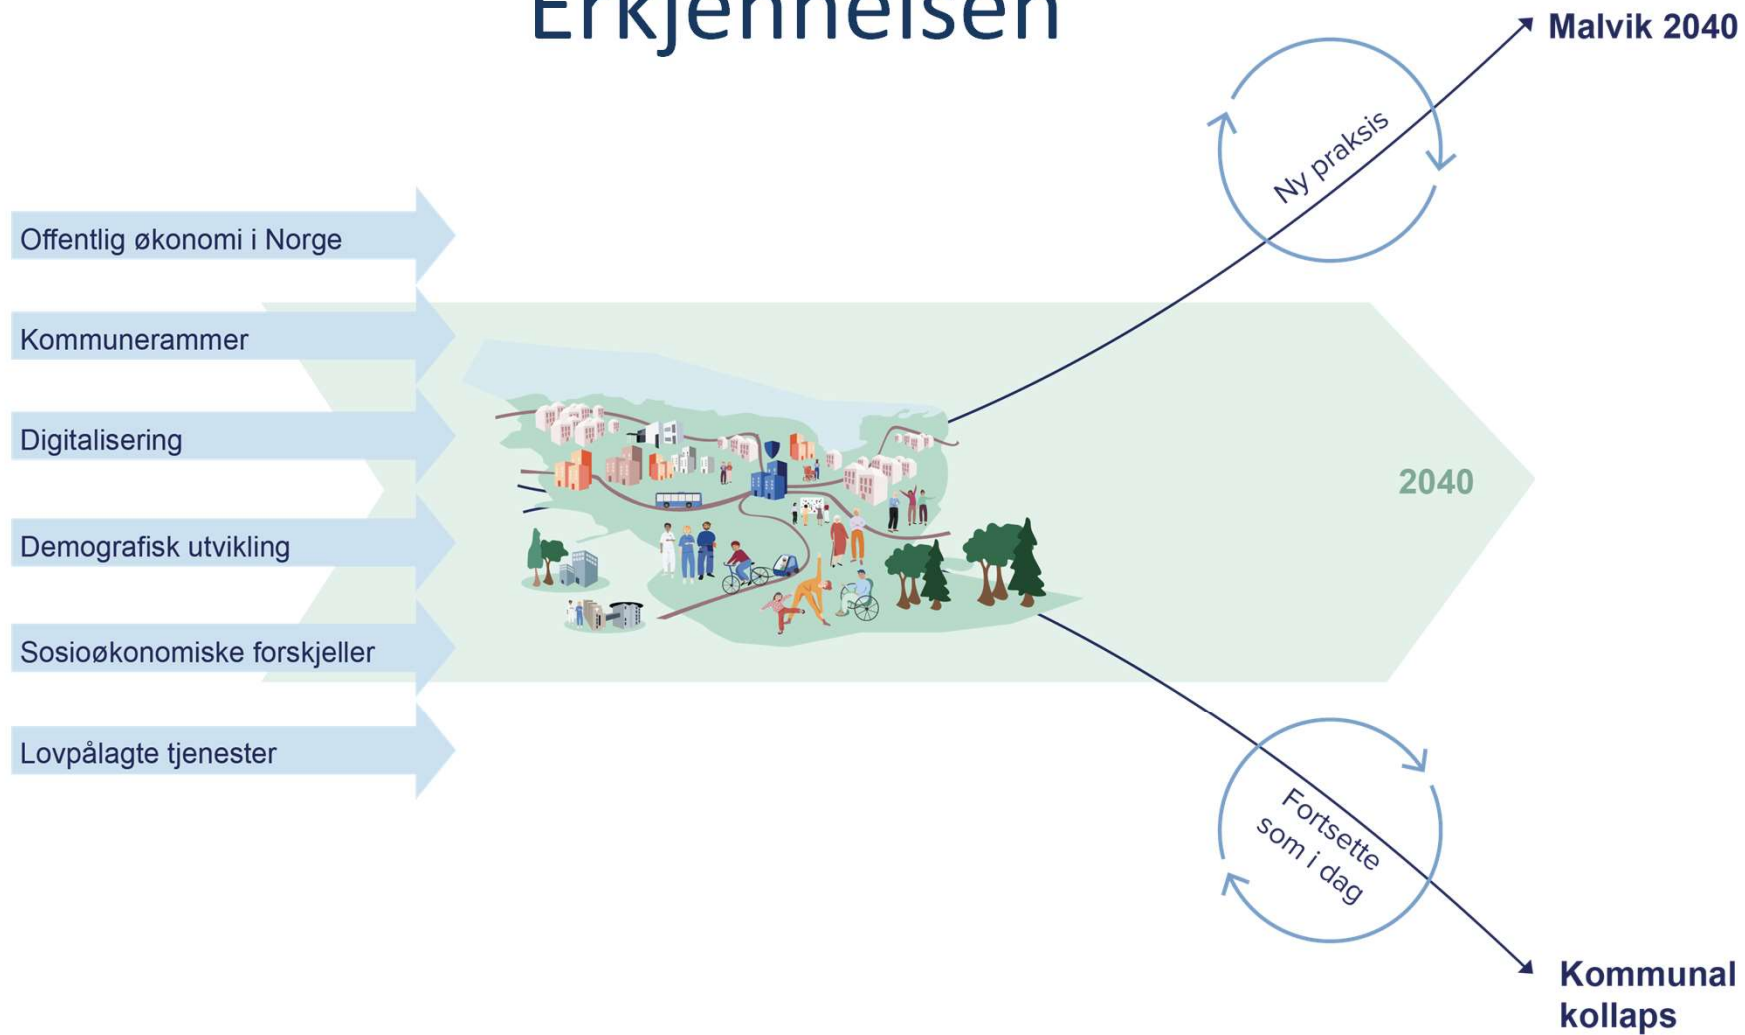 Erkjennelsen
Malvik 2040
Ny praksis
Offentlig økonomi i Norge
Kommunerammer
Digitalisering
Demografisk utvikling
Sosioøkonomiske forskjeller
Lovpålagte tjenester
2040
Fortsette
som i dag
Kommunal
kollaps